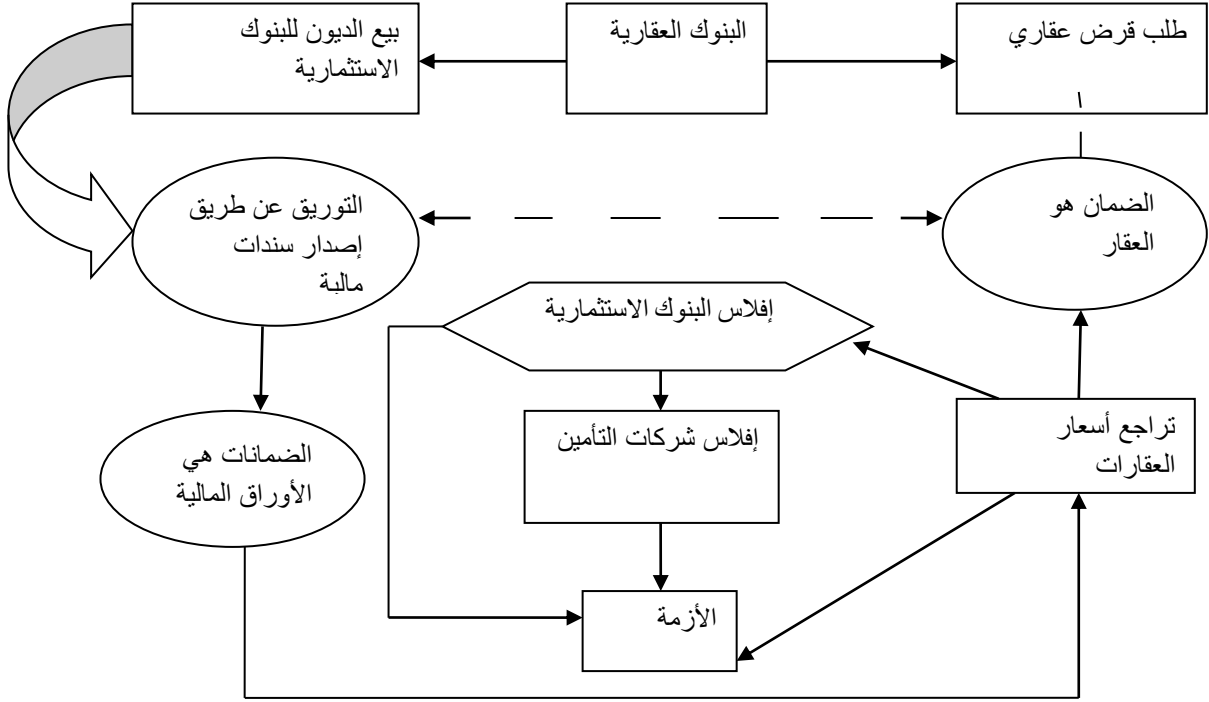 طلب قرض عقاري
البنوك العقارية
بيع الديون للبنوك
الاستثمارية
الضمان هو
العقار
التوريق عن طريق
إصدار سندات
مالية
إفلاس البنوك الاستثمارية
تراجع أسعار
العقارات
إفلاس شركات التأمين
الضمانات هي
الأوراق المالية
الأزمة